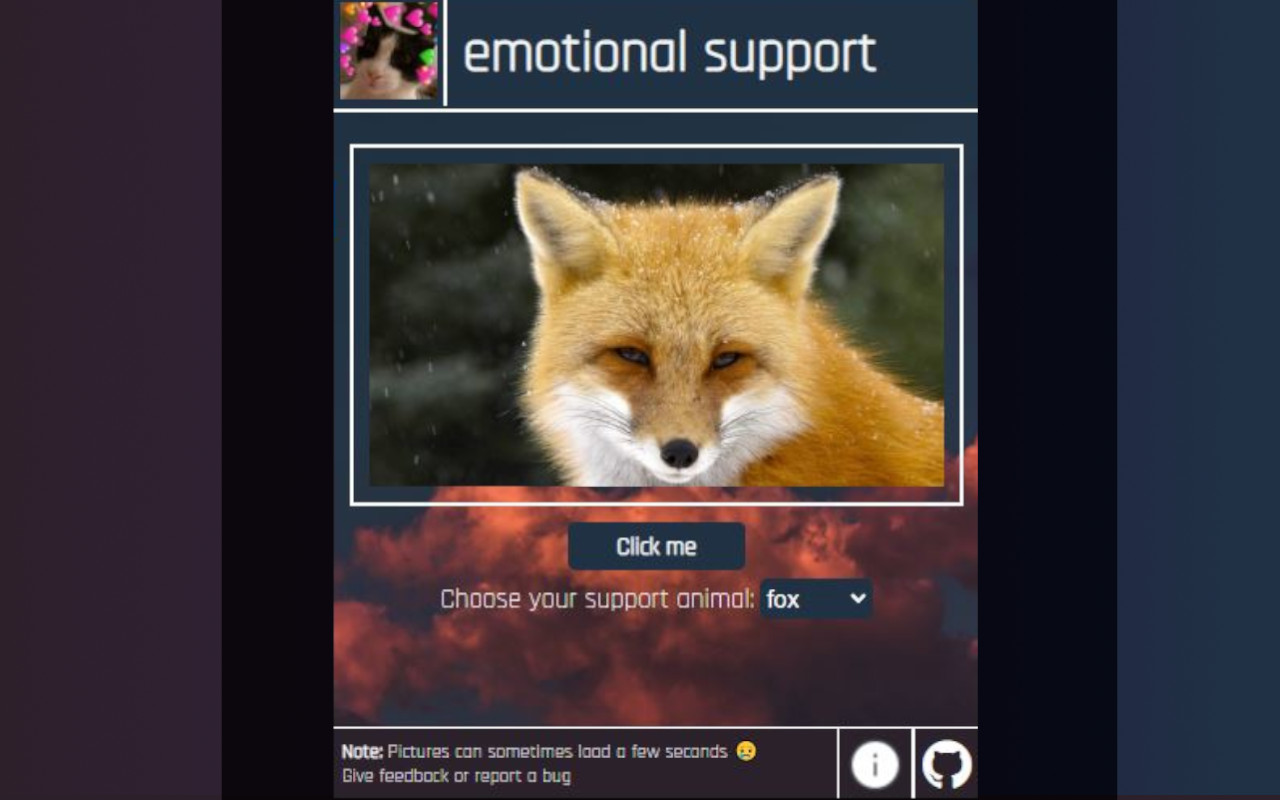 emotional support
Click me
Choose your support animal: fox
Note: Pictures can sometimes load a few seconds 😥
Give feedback or report a bug